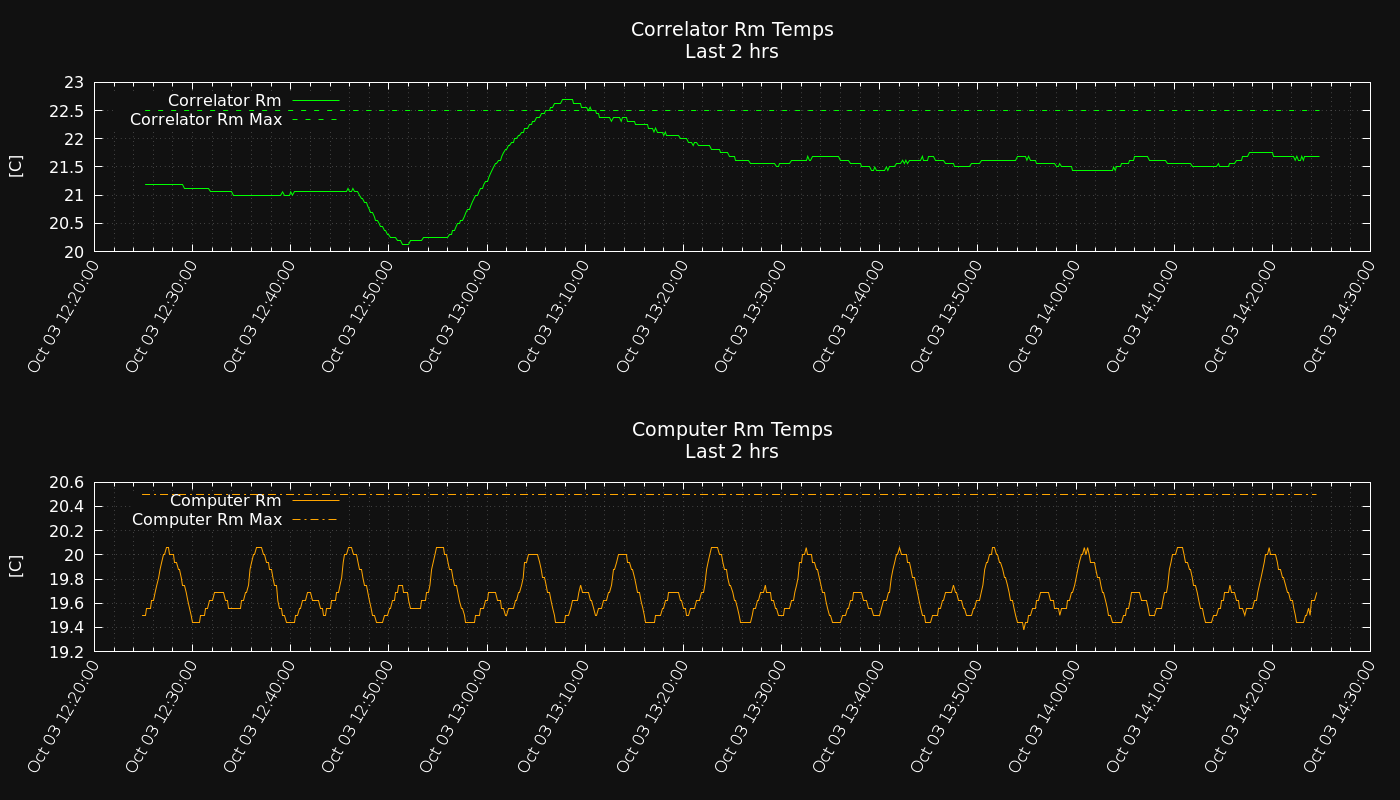 Correlator Rm Temps
Last 2 hrs
[C]
23
22.5
22
21.5
21
20.5
20
Correlator Rm
Correlator Rm Max
Oct 03 12:20:00
Oct 03 12:30:00
Oct 03 12:40:00
Oct 03 12:50:00
Oct 03 13:00:00
Oct 03 13:10:00
Oct 03 13:20:00
Oct 03 13:30:00
Oct 03 13:40:00
Oct 03 13:50:00
Oct 03 14:00:00
Oct 03 14:10:00
Oct 03 14:20:00
Oct 03 14:30:00
Computer Rm Temps
Last 2 hrs
[C]
20.6
20.4
20.2
20
19.8
19.6
19.4
19.2
Computer Rm
Computer Rm Max
Oct 03 12:20:00
Oct 03 12:30:00
Oct 03 12:40:00
Oct 03 12:50:00
Oct 03 13:00:00
Oct 03 13:10:00
Oct 03 13:20:00
Oct 03 13:30:00
Oct 03 13:40:00
Oct 03 13:50:00
Oct 03 14:00:00
Oct 03 14:10:00
Oct 03 14:20:00
Oct 03 14:30:00